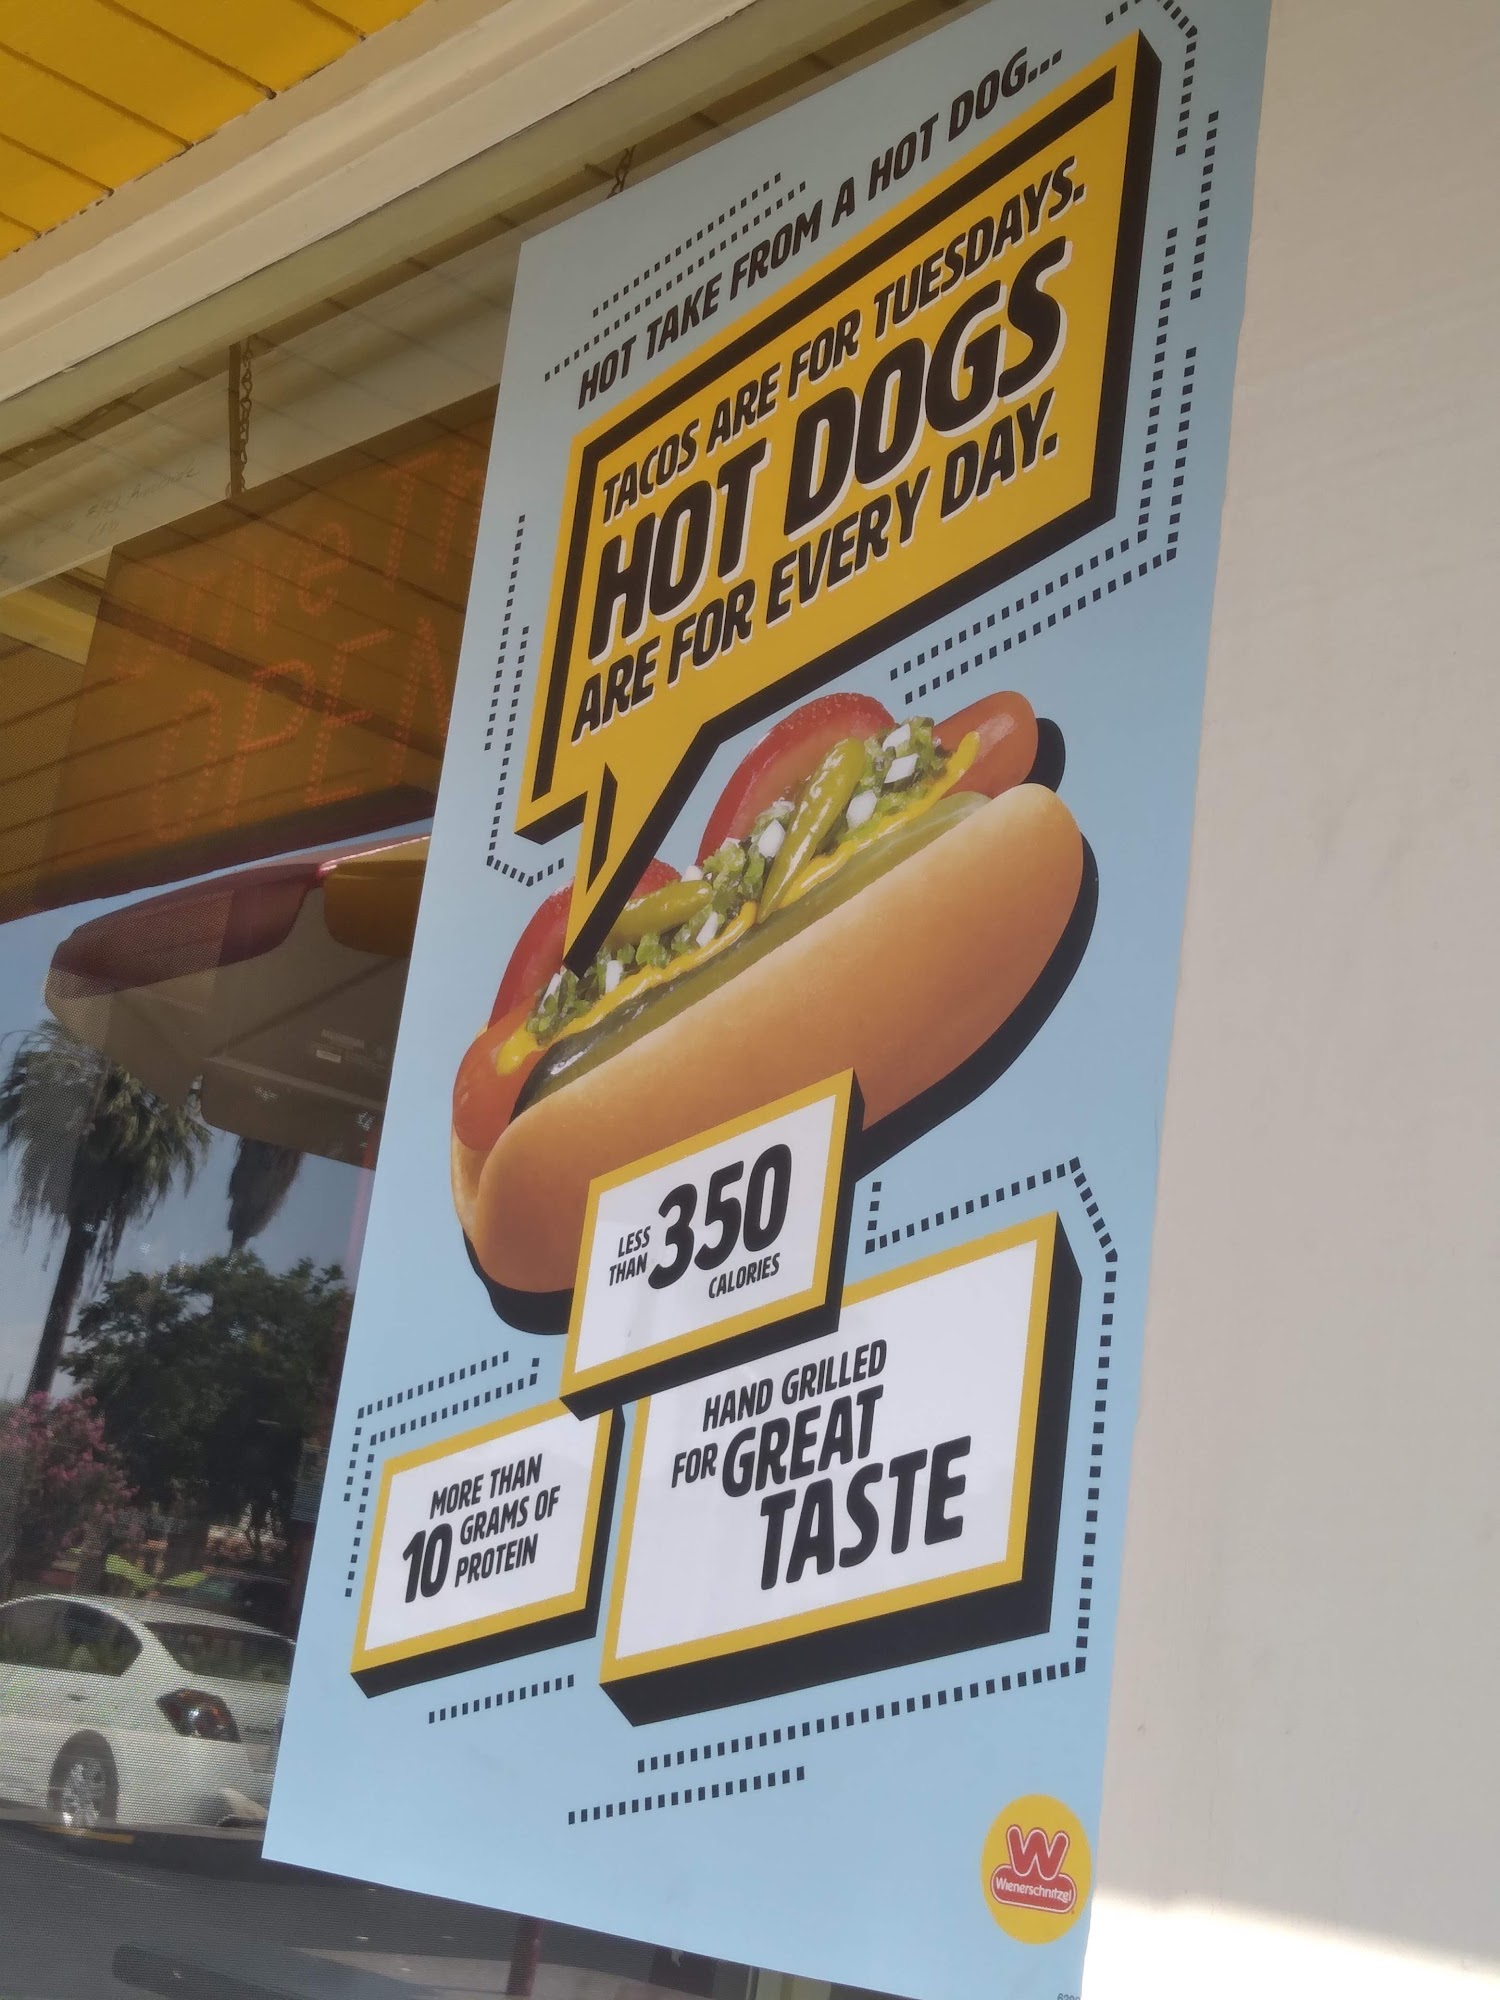 HOT TAKE FROM A HOT DOG...
TACOS ARE FOR TUESDAYS.
HOT DOGS
ARE FOR EVERY DAY.
LESS
THAN 350
CALORIES
MORE THAN
10 GRAMS OF
PROTEIN
HAND GRILLED
FOR GREAT
TASTE
W
Wienerschnitzel
OPEN